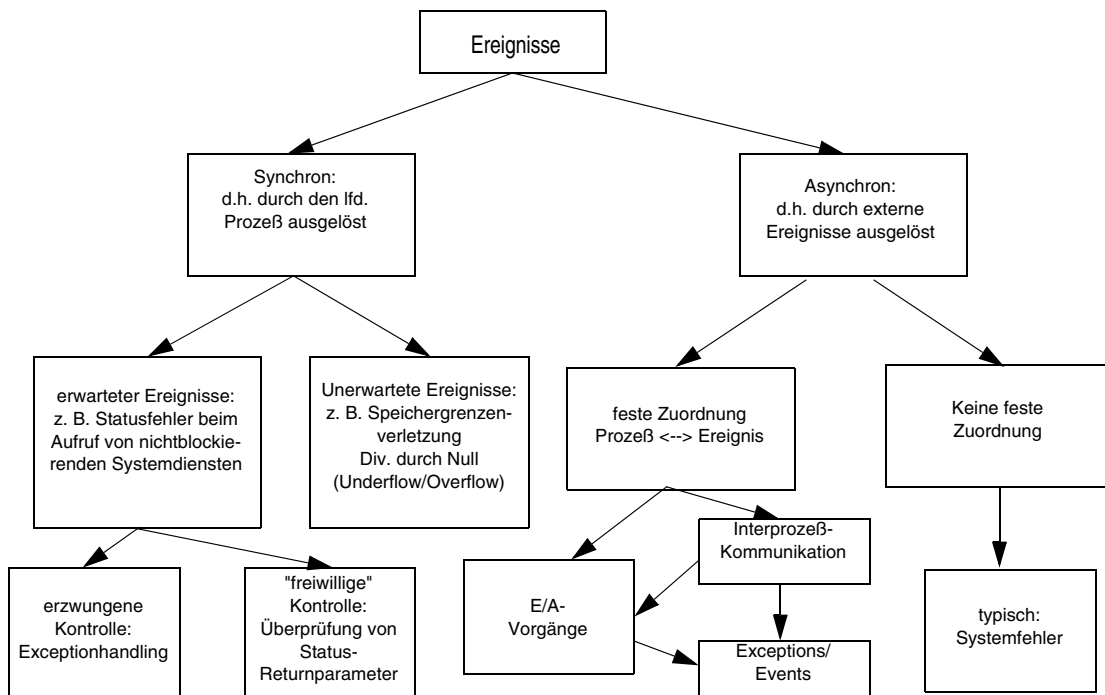 Ereignisse
Synchron:
d.h. durch den lfd.
Prozeß ausgelöst
Asynchron:
d.h. durch externe
Ereignisse ausgelöst
erwarteter Ereignisse:
z. B. Statusfehler beim
Aufruf von nichtblockie-
renden Systemdiensten
Unerwartete Ereignisse:
z. B. Speichergrenzen-
verletzung
Div. durch Null
(Underflow/Overflow)
feste Zuordnung
Prozeß <--> Ereignis
Keine feste
Zuordnung
erzwungene
Kontrolle:
Exceptionhandling
"freiwillige"
Kontrolle:
Überprüfung von
Status-
Returnparameter
E/A-
Vorgänge
Interprozeß-
Kommunikation
Exceptions/
Events
typisch:
Systemfehler